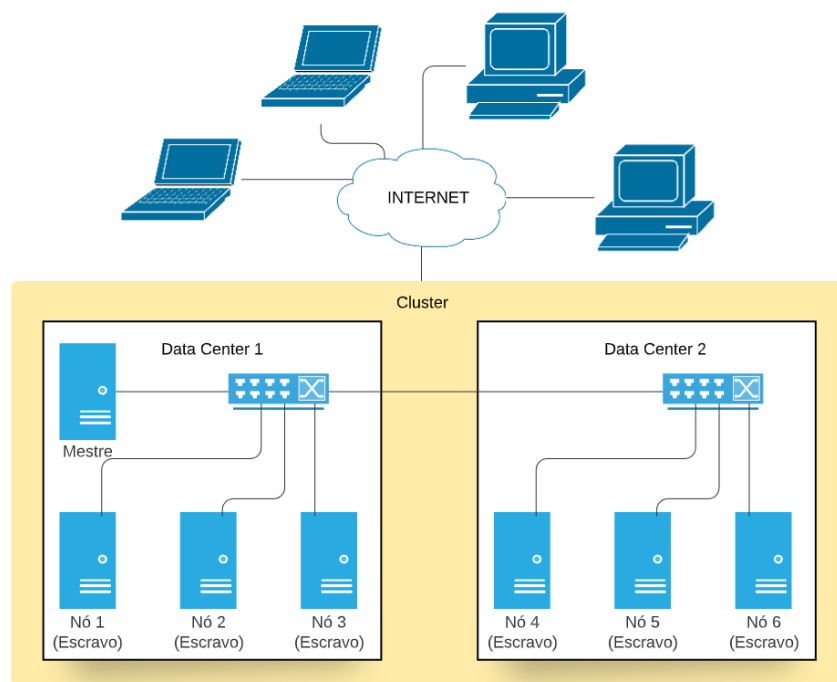 INTERNET
Cluster
Data Center 1
Data Center 2
Mestre
Nó 1
(Escravo)
Nó 2
(Escravo)
Nó 3
(Escravo)
Nó 4
(Escravo)
Nó 5
(Escravo)
Nó 6
(Escravo)